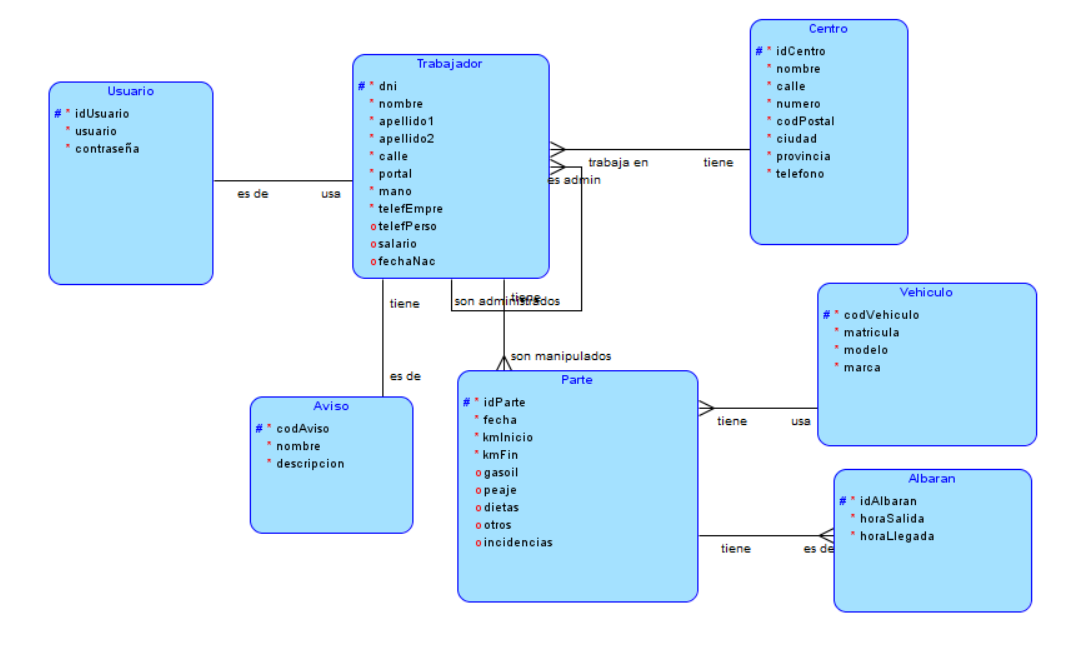 Usuario
# * idUsuario
* usuario
* contraseña
es de
usa
Trabajador
# * dni
* nombre
* apellido1
* apellido2
* calle
* portal
* mano
* telefEmpre
o telefPerso
o salario
o fechaNac
Centro
# * idCentro
* nombre
* calle
* numero
* codPostal
* ciudad
* provincia
* telefono
trabaja en
tiene
es admin
son administrados
tiene
es de
tiene
son manipulados
Aviso
# * codAviso
* nombre
* descripcion
Parte
# * idParte
* fecha
* kmInicio
* kmFin
o gasoil
o peaje
o dietas
o otros
o incidencias
Vehiculo
# * codVehiculo
* matricula
* modelo
* marca
tiene
usa
Albaran
# * idAlbaran
* horaSalida
* horaLlegada
tiene
es de